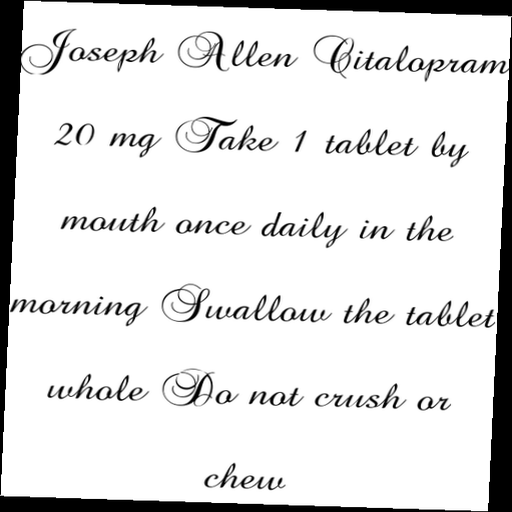 Joseph Allen Citalopram
20 mg Take 1 tablet by
mouth once daily in the
morning Swallow the tablet
whole Do not crush or
chew